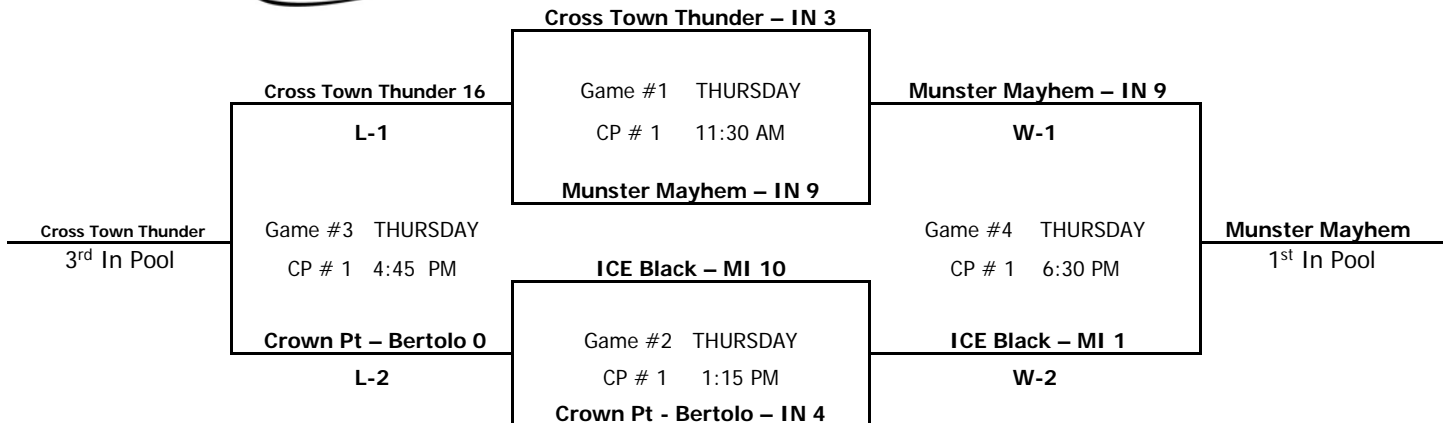 Cross Town Thunder – IN 3
Cross Town Thunder 16
Game #1 THURSDAY
Munster Mayhem – IN 9
L-1
CP # 1 11:30 AM
W-1
Munster Mayhem – IN 9
Cross Town Thunder
Game #3 THURSDAY
Game #4 THURSDAY
Munster Mayhem
3rd In Pool
CP # 1 4:45 PM
ICE Black – MI 10
CP # 1 6:30 PM
1st In Pool
Crown Pt – Bertolo 0
Game #2 THURSDAY
ICE Black – MI 1
L-2
CP # 1 1:15 PM
W-2
Crown Pt - Bertolo – IN 4